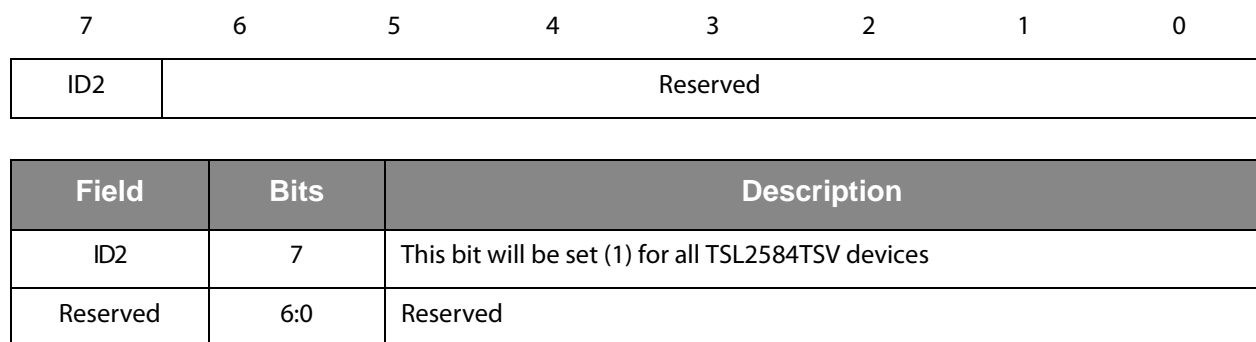 7 6 5 4 3 2 1 0
ID2 Reserved
Field Bits Description
ID2 7 This bit will be set (1) for all TSL2584TSV devices
Reserved 6:0 Reserved